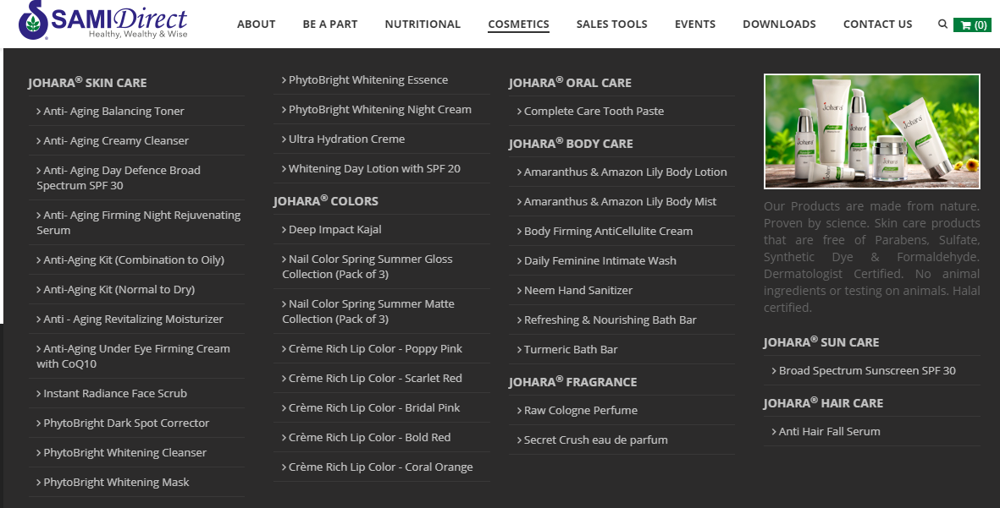 SAMIDirect
Healthy, Wealthy & Wise
ABOUT
BE A PART
NUTRITIONAL
COSMETICS
SALES TOOLS
EVENTS
DOWNLOADS
CONTACT US
(0)
JOHARA® SKIN CARE
Anti- Aging Balancing Toner
Anti- Aging Creamy Cleanser
Anti- Aging Day Defence Broad
Spectrum SPF 30
Anti- Aging Firming Night Rejuvenating
Serum
Anti-Aging Kit (Combination to Oily)
Anti-Aging Kit (Normal to Dry)
Anti - Aging Revitalizing Moisturizer
Anti-Aging Under Eye Firming Cream
with CoQ10
Instant Radiance Face Scrub
PhytoBright Dark Spot Corrector
PhytoBright Whitening Cleanser
PhytoBright Whitening Mask
PhytoBright Whitening Essence
PhytoBright Whitening Night Cream
Ultra Hydration Creme
Whitening Day Lotion with SPF 20
JOHARA® COLORS
Deep Impact Kajal
Nail Color Spring Summer Gloss
Collection (Pack of 3)
Nail Color Spring Summer Matte
Collection (Pack of 3)
Crème Rich Lip Color - Poppy Pink
Crème Rich Lip Color - Scarlet Red
Crème Rich Lip Color - Bridal Pink
Crème Rich Lip Color - Bold Red
Crème Rich Lip Color - Coral Orange
JOHARA® ORAL CARE
Complete Care Tooth Paste
JOHARA® BODY CARE
Amaranthus & Amazon Lily Body Lotion
Amaranthus & Amazon Lily Body Mist
Body Firming AntiCellulite Cream
Daily Feminine Intimate Wash
Neem Hand Sanitizer
Refreshing & Nourishing Bath Bar
Turmeric Bath Bar
JOHARA® FRAGRANCE
Raw Cologne Perfume
Secret Crush eau de parfum
Johara
Johara
Johara
Johara
Johara
Our Products are made from nature.
Proven by science. Skin care products
that are free of Parabens, Sulfate,
Synthetic Dye & Formaldehyde.
Dermatologist Certified. No animal
ingredients or testing on animals. Halal
certified.
JOHARA® SUN CARE
Broad Spectrum Sunscreen SPF 30
JOHARA® HAIR CARE
Anti Hair Fall Serum